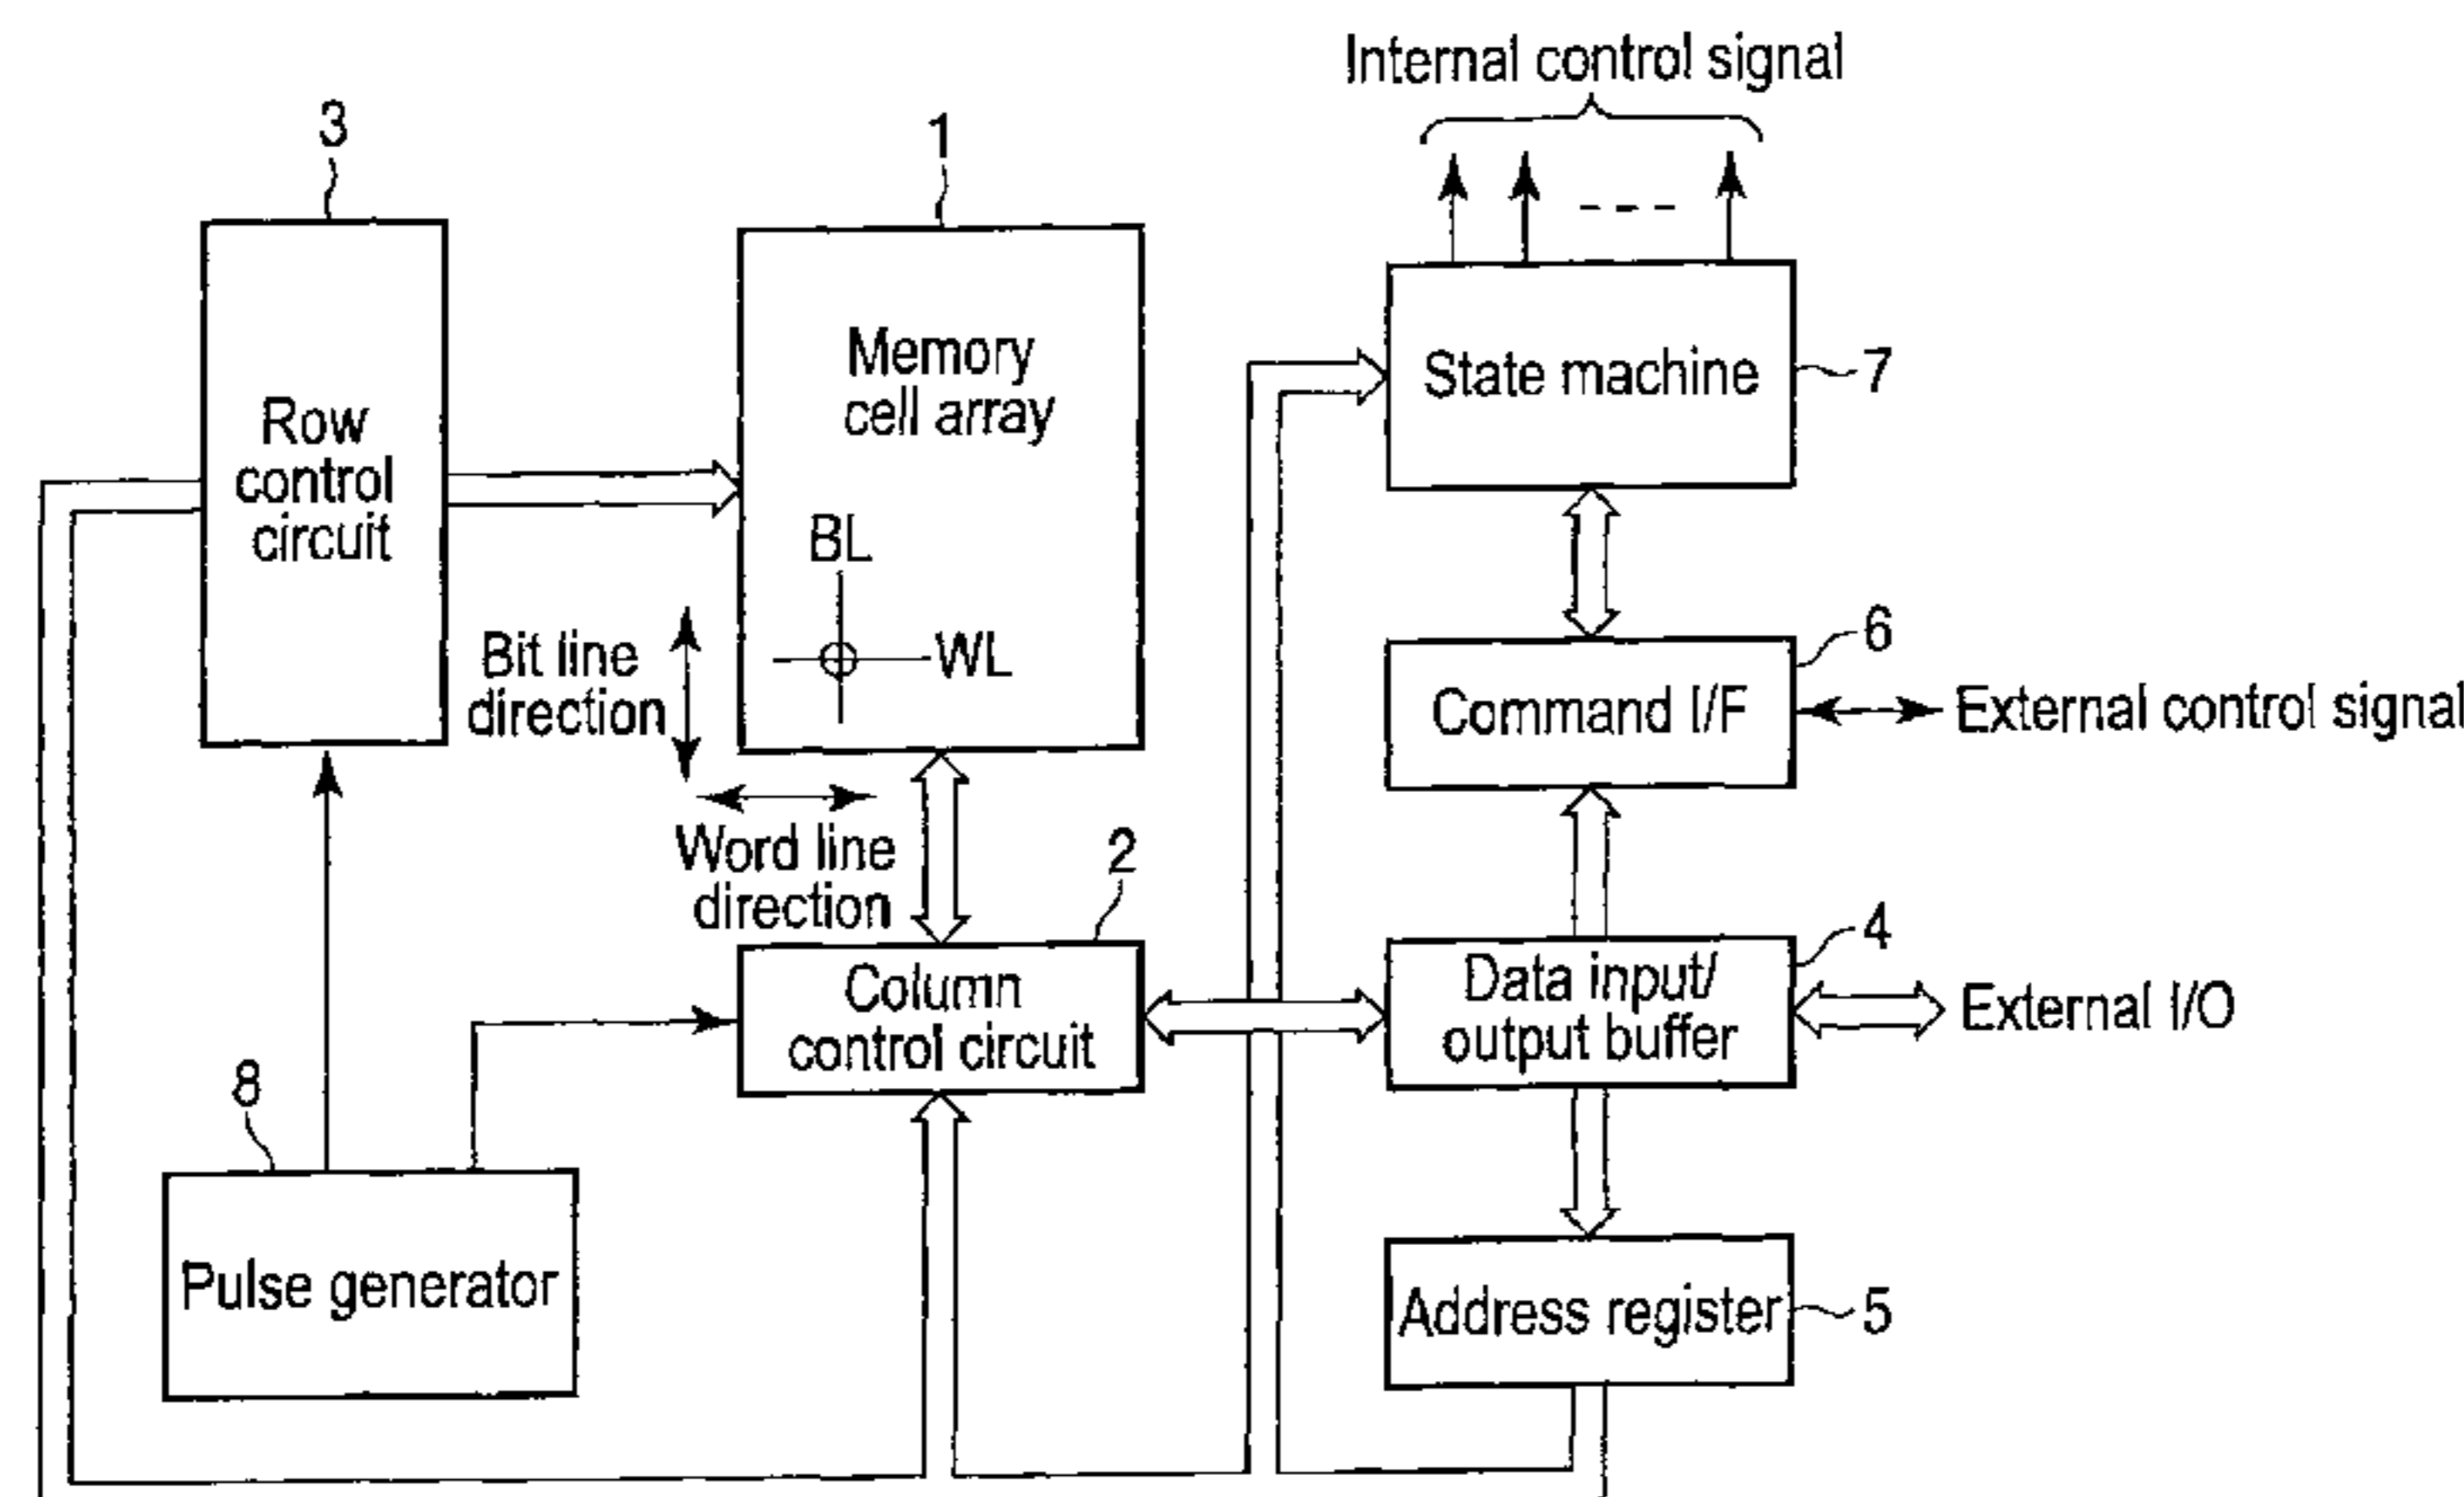 Internal control signal
3
1
Row
control
circuit
Memory
cell array
BL
WL
Bit line
direction
Word line
direction
State machine
7
6
Command I/F
External control signal
2
Column
control circuit
4
Data input/
output buffer
External I/O
8
Pulse generator
Address register
5